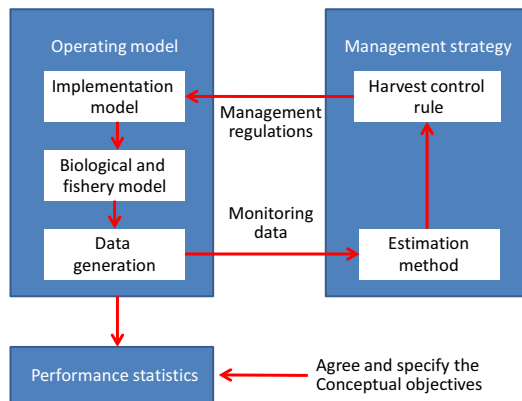 Operating model
Implementation
model
Biological and
fishery model
Data
generation
Management
regulations
Monitoring
data
Management strategy
Harvest control
rule
Estimation
method
Performance statistics
Agree and specify the
Conceptual objectives